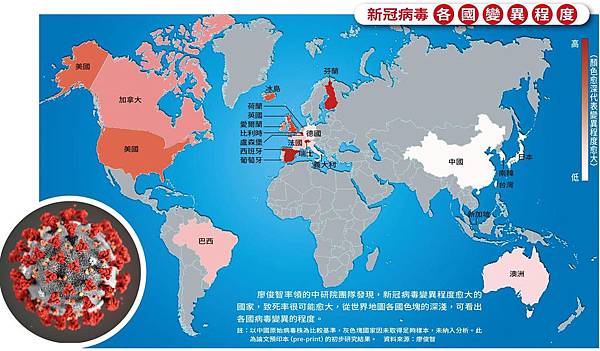 新冠病毒各國變異程度
高
(顏色愈深代表變異程度愈大)
低
美國
加拿大
美國
巴西
冰島
芬蘭
荷蘭
英國
愛爾蘭
比利時
盧森堡
西班牙
葡萄牙
德國
法國
瑞士
義大利
中國
日本
南韓
台灣
新加坡
澳洲
廖俊智率領的中研院團隊發現，新冠病毒變異程度愈大的
國家，致死率很可能愈大，從世界地圖各國色塊的深淺，可看出
各國病毒變異的程度。
註：以中國原始病毒株為比較基準，灰色塊國家因未取得足夠樣本，未納入分析。此
為論文預印本 (pre-print) 的初步研究結果。 資料來源：廖俊智